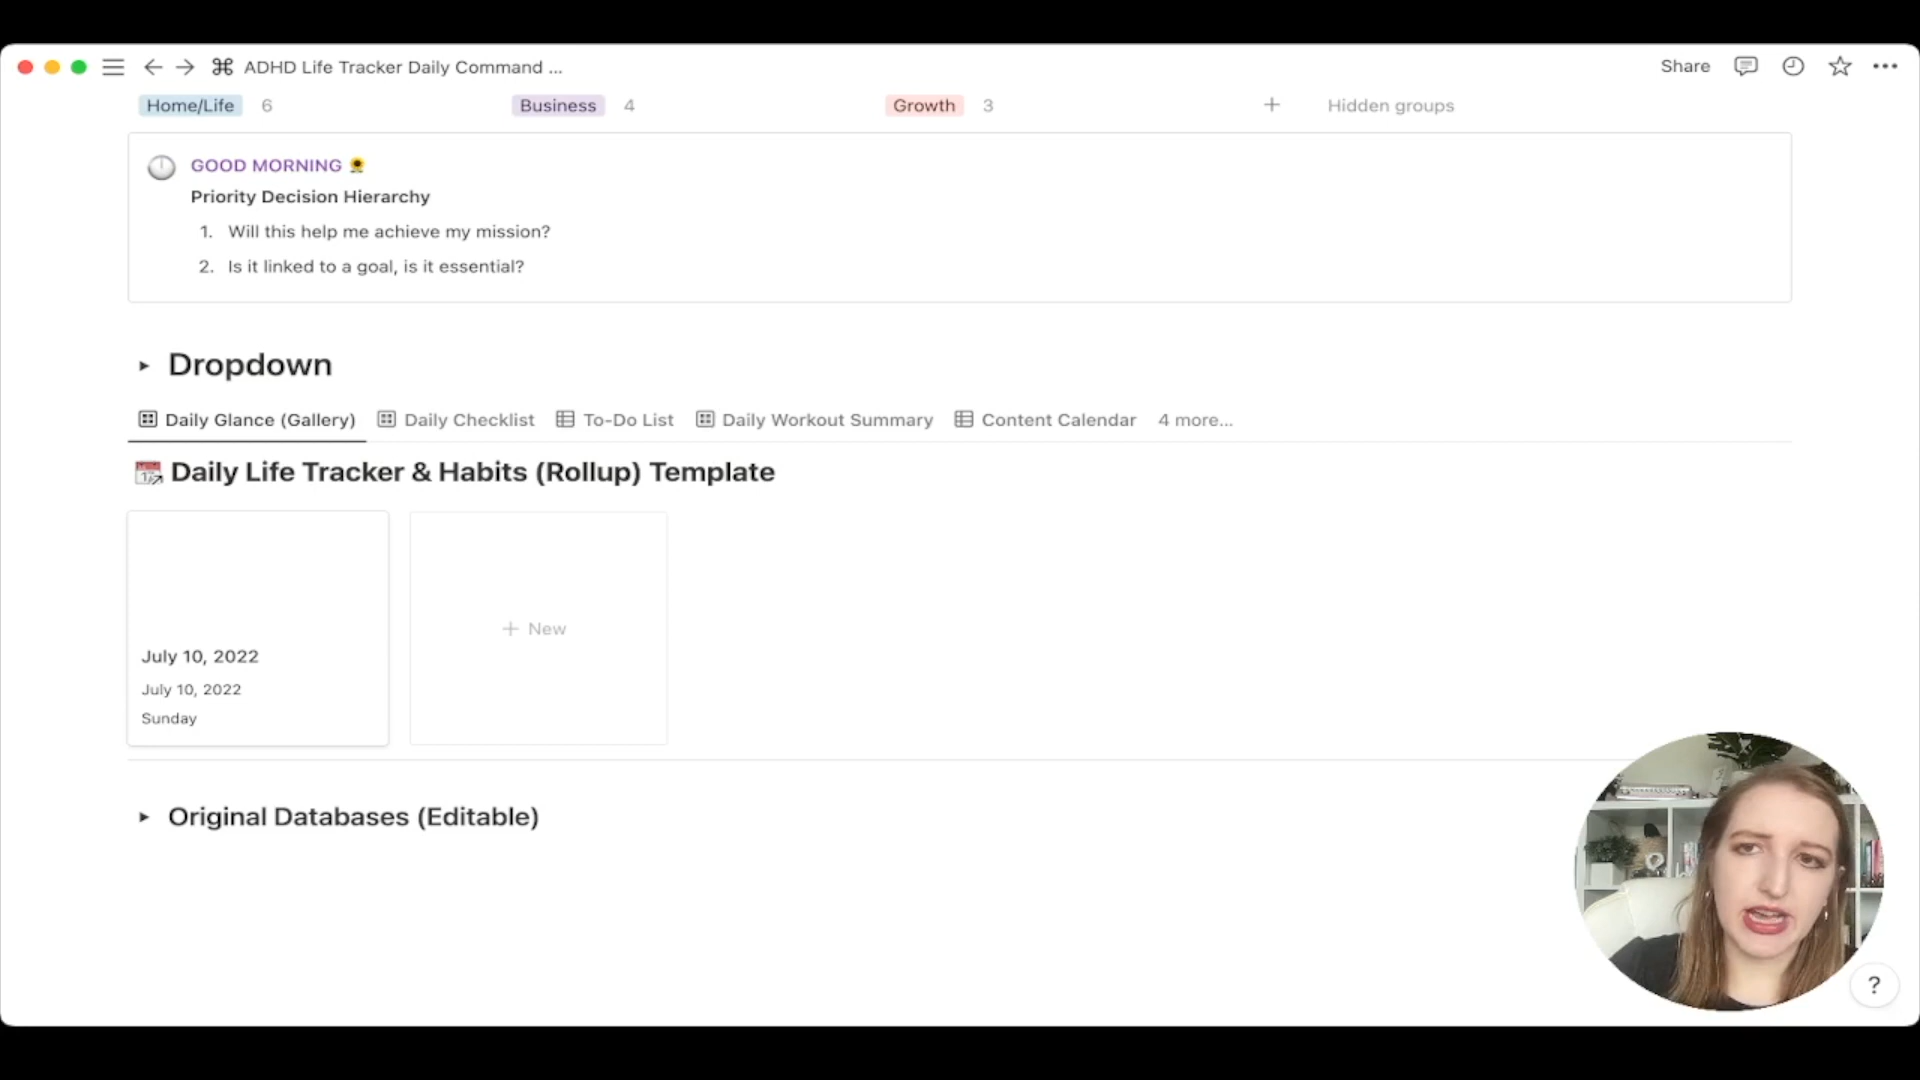 ADHD Life Tracker Daily Command ...
Share
Home/Life 6
Business 4
Growth 3
Hidden groups
GOOD MORNING
Priority Decision Hierarchy
1. Will this help me achieve my mission?
2. Is it linked to a goal, is it essential?
Dropdown
Daily Glance (Gallery)
Daily Checklist
To-Do List
Daily Workout Summary
Content Calendar
4 more...
Daily Life Tracker & Habits (Rollup) Template
July 10, 2022
July 10, 2022
Sunday
+ New
Original Databases (Editable)
?